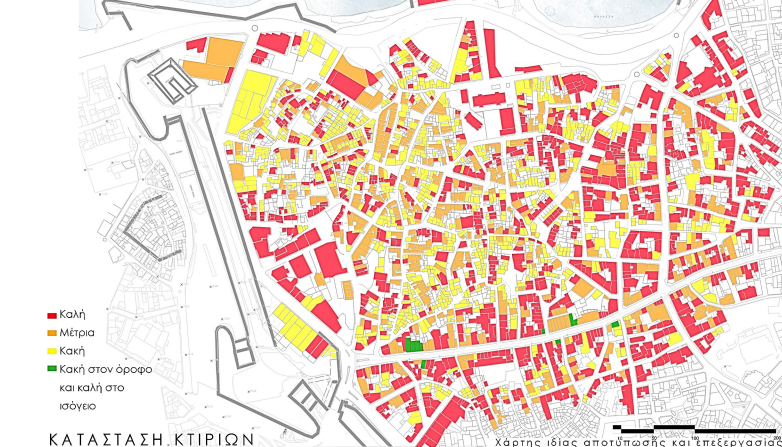 Καλή
Μέτρια
Κακή
Κακή στον όροφο
και καλή στο
ισόγειο
ΚΑΤΑΣΤΑΣΗ ΚΤΙΡΙΩΝ
Χάρτης ιδίας αποτύπωσης και επεξεργασίας